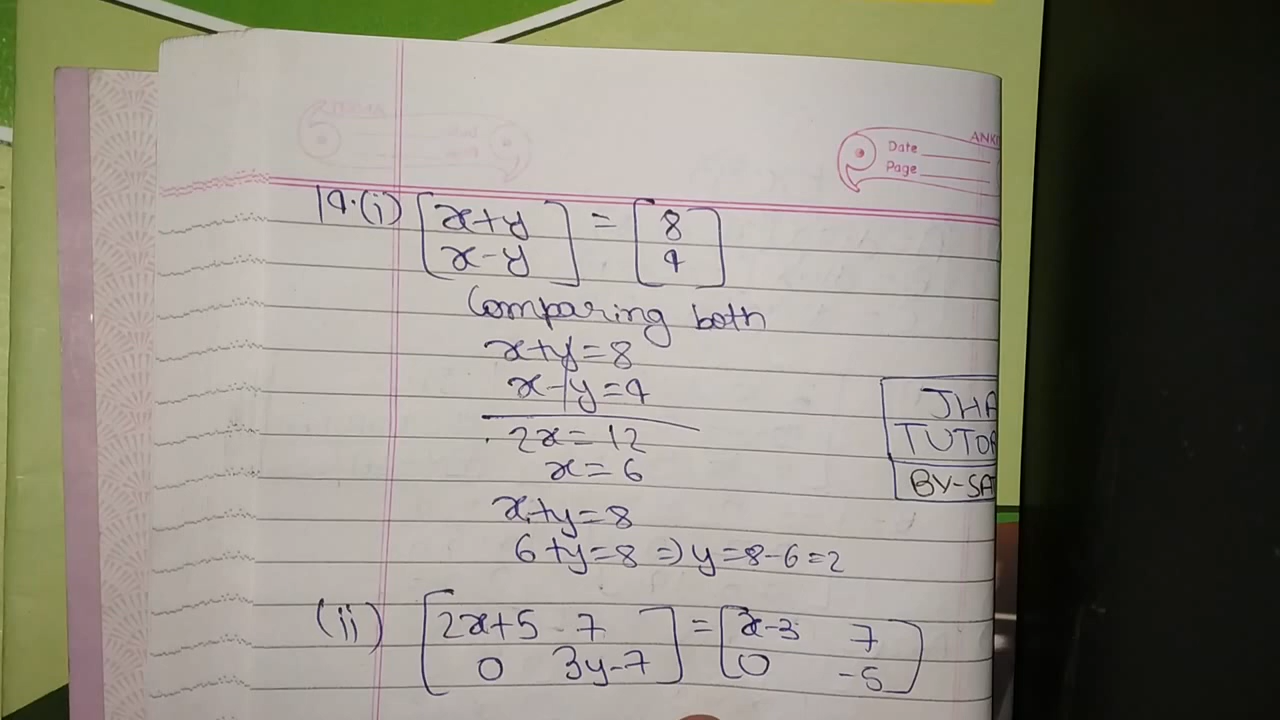 ANK
Date
Page
19.(i) [x+y
x-y] = [8
4]
Comparing both
x+y=8
x-y=4
2x=12
x=6
x+y=8
6+y=8 ⇒ y=8-6=2
JHA
TUTOR
BY-SA
(ii) [2x+5 7
0 3y-7] = [x-3 7
0 -5]